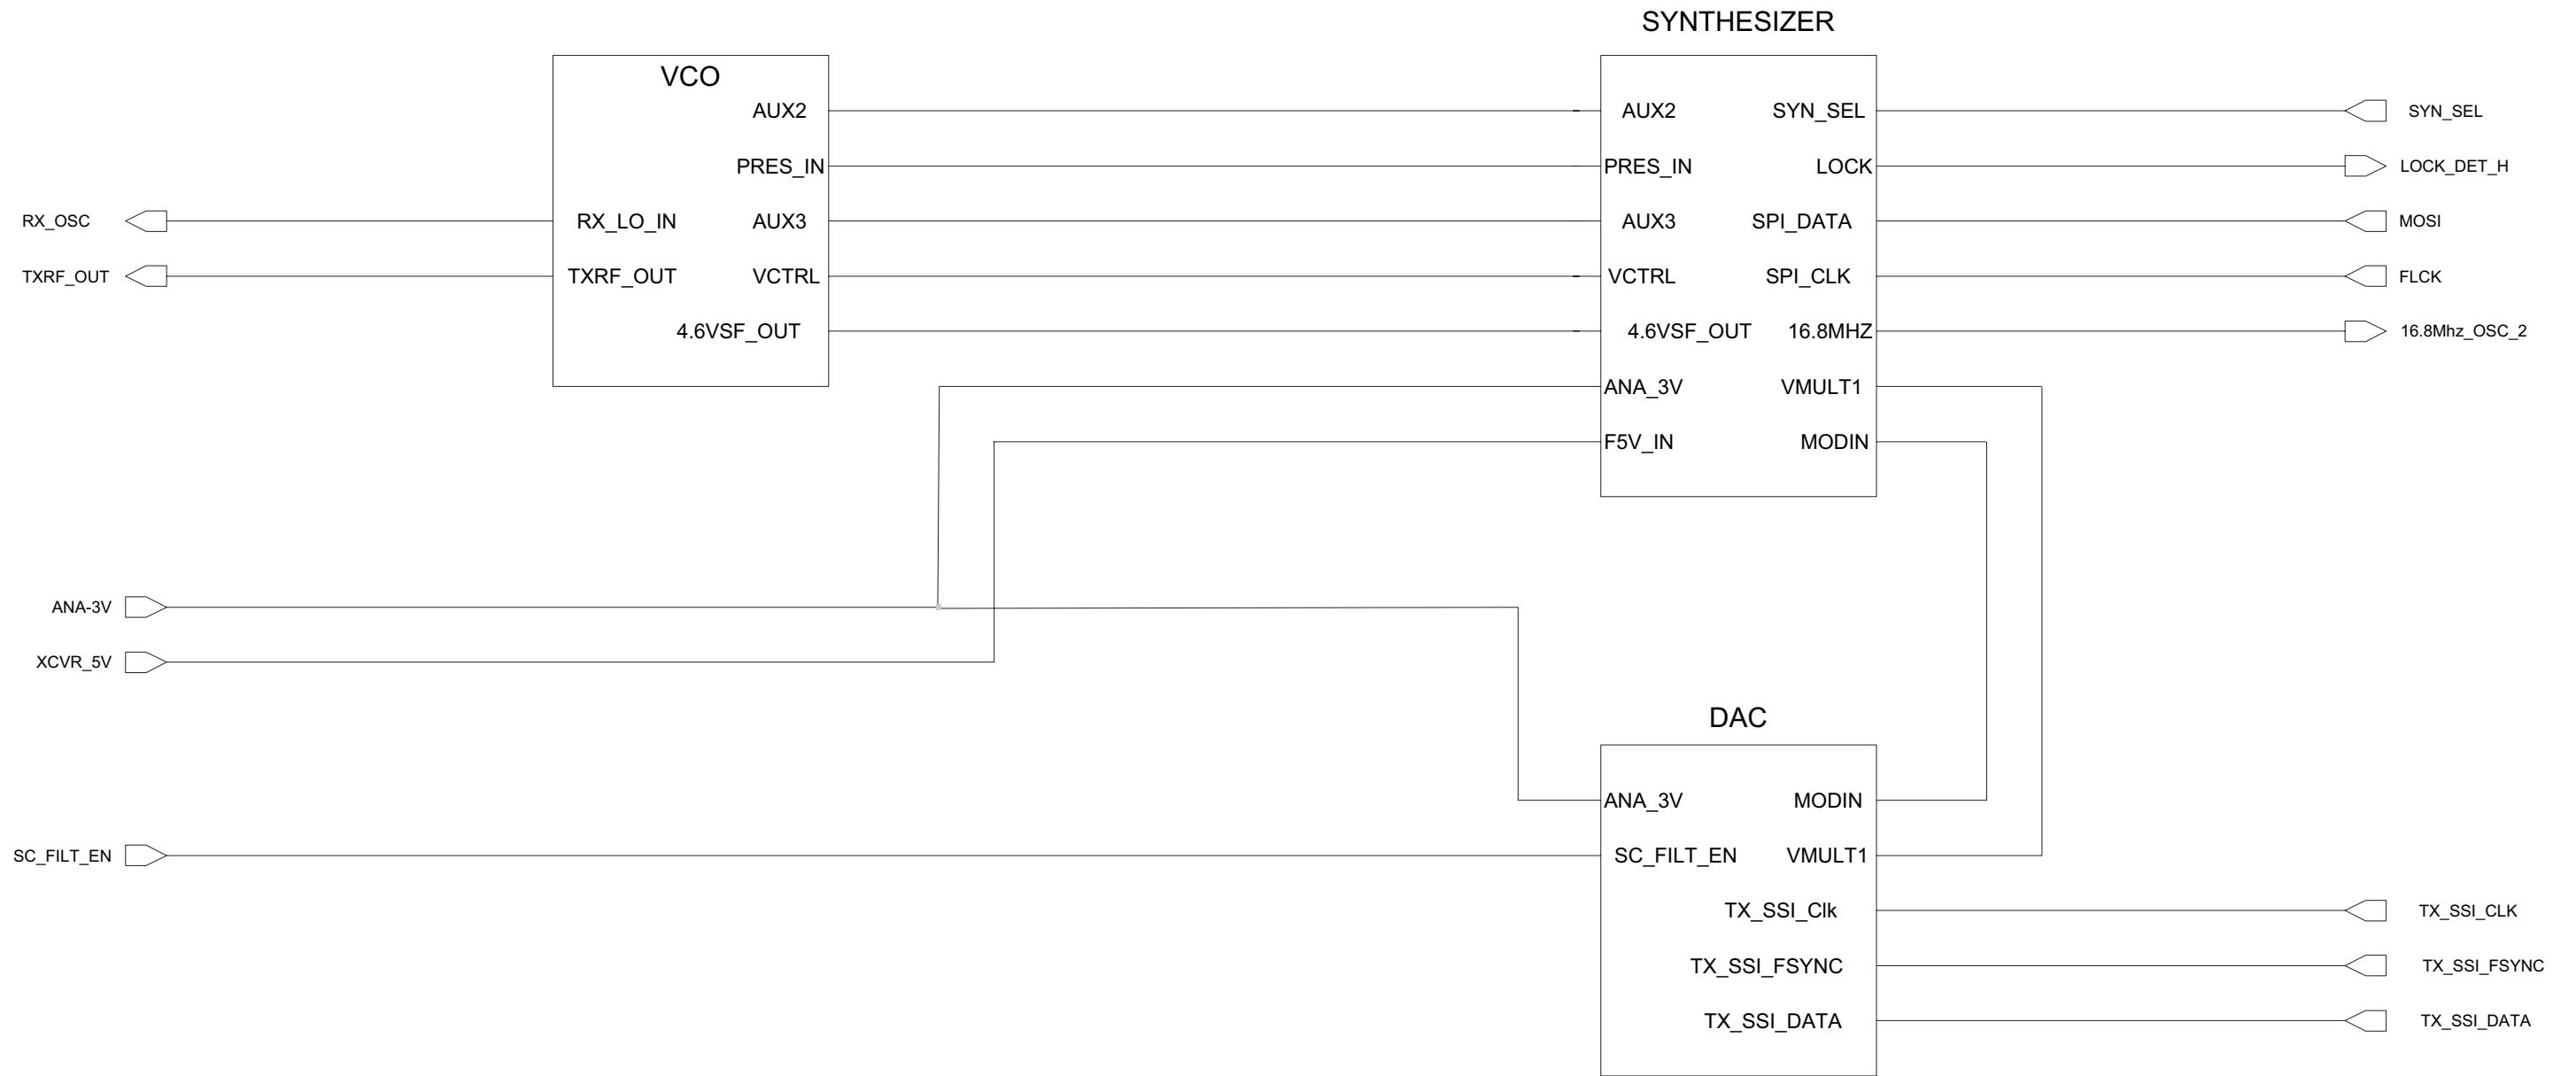 SYNTHESIZER
VCO
AUX2
AUX2
SYN_SEL
SYN_SEL
PRES_IN
PRES_IN
LOCK
LOCK_DET_H
RX_OSC
RX_LO_IN
AUX3
AUX3
SPI_DATA
MOSI
TXRF_OUT
TXRF_OUT
VCTRL
VCTRL
SPI_CLK
FLCK
4.6VSF_OUT
4.6VSF_OUT
16.8MHZ
16.8Mhz_OSC_2
ANA_3V
VMULT1
F5V_IN
MODIN
ANA-3V
XCVR_5V
DAC
ANA_3V
MODIN
SC_FILT_EN
SC_FILT_EN
VMULT1
TX_SSI_Clk
TX_SSI_CLK
TX_SSI_FSYNC
TX_SSI_FSYNC
TX_SSI_DATA
TX_SSI_DATA